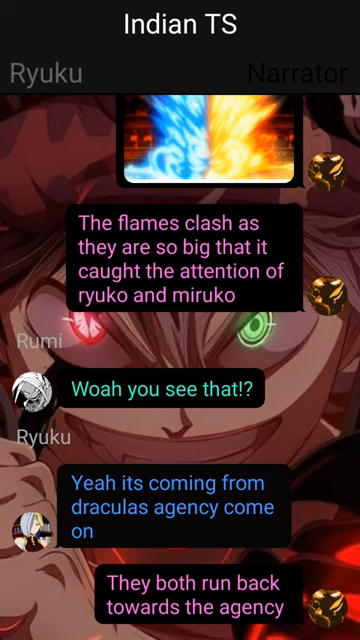 Indian TS
Ryuku
Narrator
The flames clash as
they are so big that it
caught the attention of
ryuko and miruko
Rumi
Woah you see that!?
Ryuku
Yeah its coming from
draculas agency come
on
They both run back
towards the agency